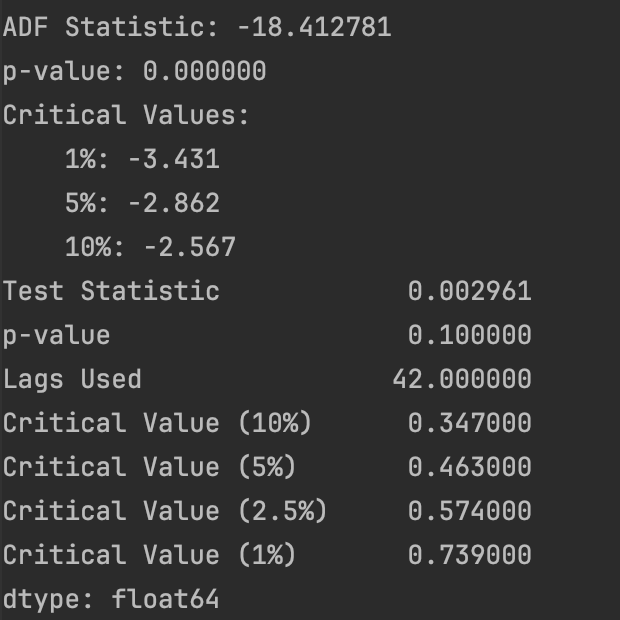 ADF Statistic: -18.412781
p-value: 0.000000
Critical Values:
    1%: -3.431
    5%: -2.862
    10%: -2.567
Test Statistic            0.002961
p-value                   0.100000
Lags Used                42.000000
Critical Value (10%)      0.347000
Critical Value (5%)       0.463000
Critical Value (2.5%)     0.574000
Critical Value (1%)       0.739000
dtype: float64